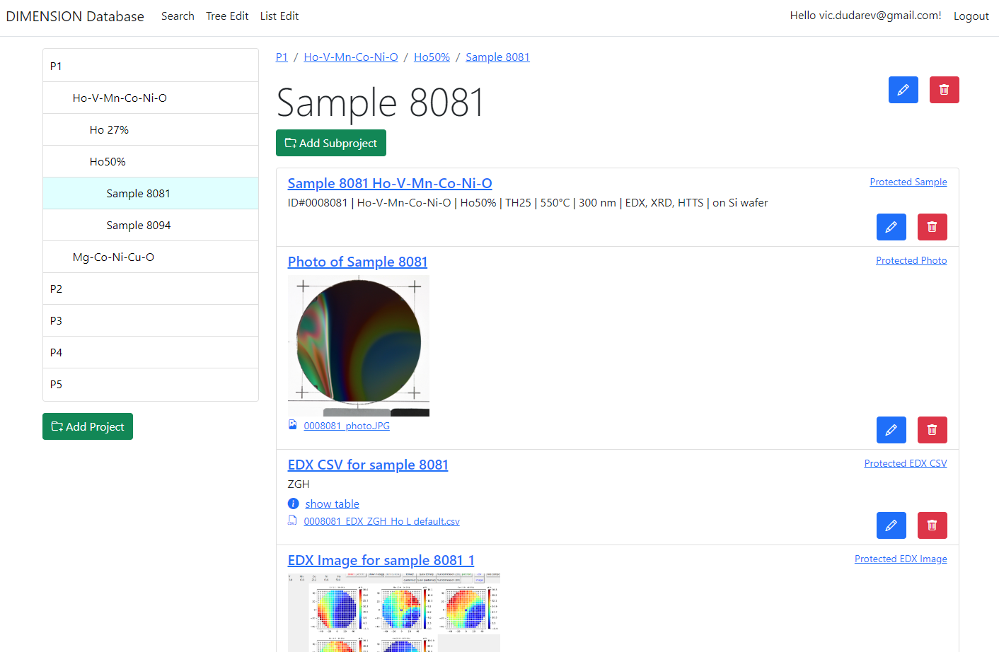 DIMENSION Database Search Tree Edit List Edit Hello vic.dudarev@gmail.com! Logout
P1
Ho-V-Mn-Co-Ni-O
Ho 27%
Ho50%
Sample 8081
Sample 8094
Mg-Co-Ni-Cu-O
P2
P3
P4
P5
Add Project
P1 / Ho-V-Mn-Co-Ni-O / Ho50% / Sample 8081
Sample 8081
Add Subproject
Sample 8081 Ho-V-Mn-Co-Ni-O Protected Sample
ID#0008081 | Ho-V-Mn-Co-Ni-O | Ho50% | TH25 | 550°C | 300 nm | EDX, XRD, HTTS | on Si wafer
Photo of Sample 8081 Protected Photo
0008081_photo.JPG
EDX CSV for sample 8081 Protected EDX CSV
ZGH
show table
0008081_EDX_ZGH_Ho L default.csv
EDX Image for sample 8081 1 Protected EDX Image